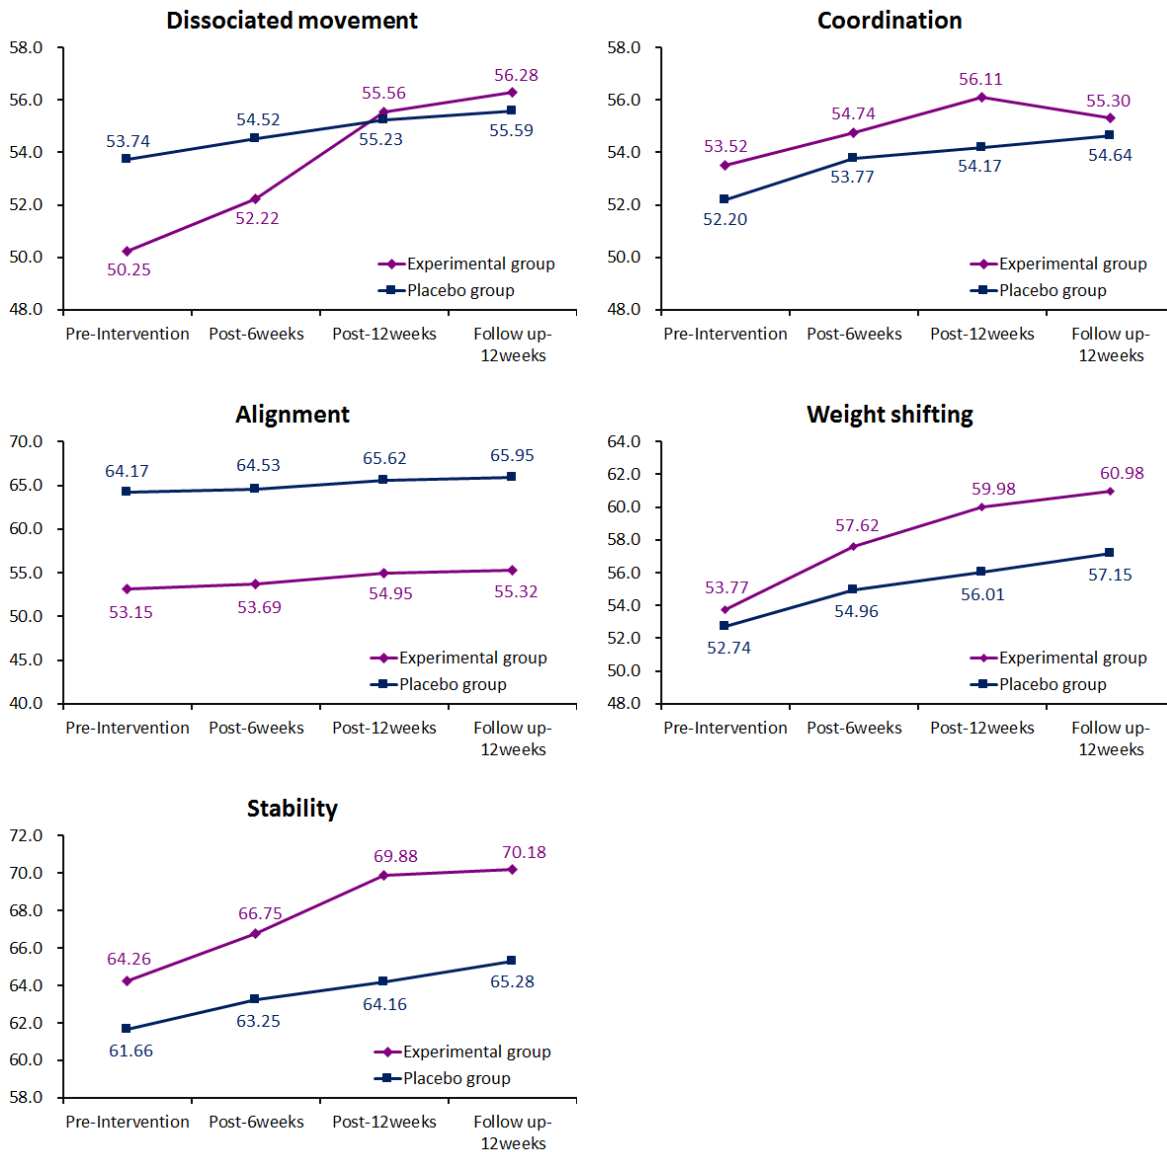 Dissociated movement
58.0
56.0
54.0
52.0
50.0
48.0
53.74
54.52
55.56
56.28
55.23
55.59
52.22
50.25
Experimental group
Placebo group
Pre-Intervention
Post-6weeks
Post-12weeks
Follow up-
12weeks
Coordination
58.0
56.0
54.0
52.0
50.0
48.0
53.52
54.74
56.11
55.30
52.20
53.77
54.17
54.64
Experimental group
Placebo group
Pre-Intervention
Post-6weeks
Post-12weeks
Follow up-
12weeks
Alignment
70.0
65.0
60.0
55.0
50.0
45.0
40.0
64.17
64.53
65.62
65.95
53.15
53.69
54.95
55.32
Experimental group
Placebo group
Pre-Intervention
Post-6weeks
Post-12weeks
Follow up-
12weeks
Weight shifting
64.0
62.0
60.0
58.0
56.0
54.0
52.0
50.0
48.0
53.77
57.62
59.98
60.98
52.74
54.96
56.01
57.15
Experimental group
Placebo group
Pre-Intervention
Post-6weeks
Post-12weeks
Follow up-
12weeks
Stability
72.0
70.0
68.0
66.0
64.0
62.0
60.0
58.0
64.26
66.75
69.88
70.18
61.66
63.25
64.16
65.28
Experimental group
Placebo group
Pre-Intervention
Post-6weeks
Post-12weeks
Follow up-
12weeks